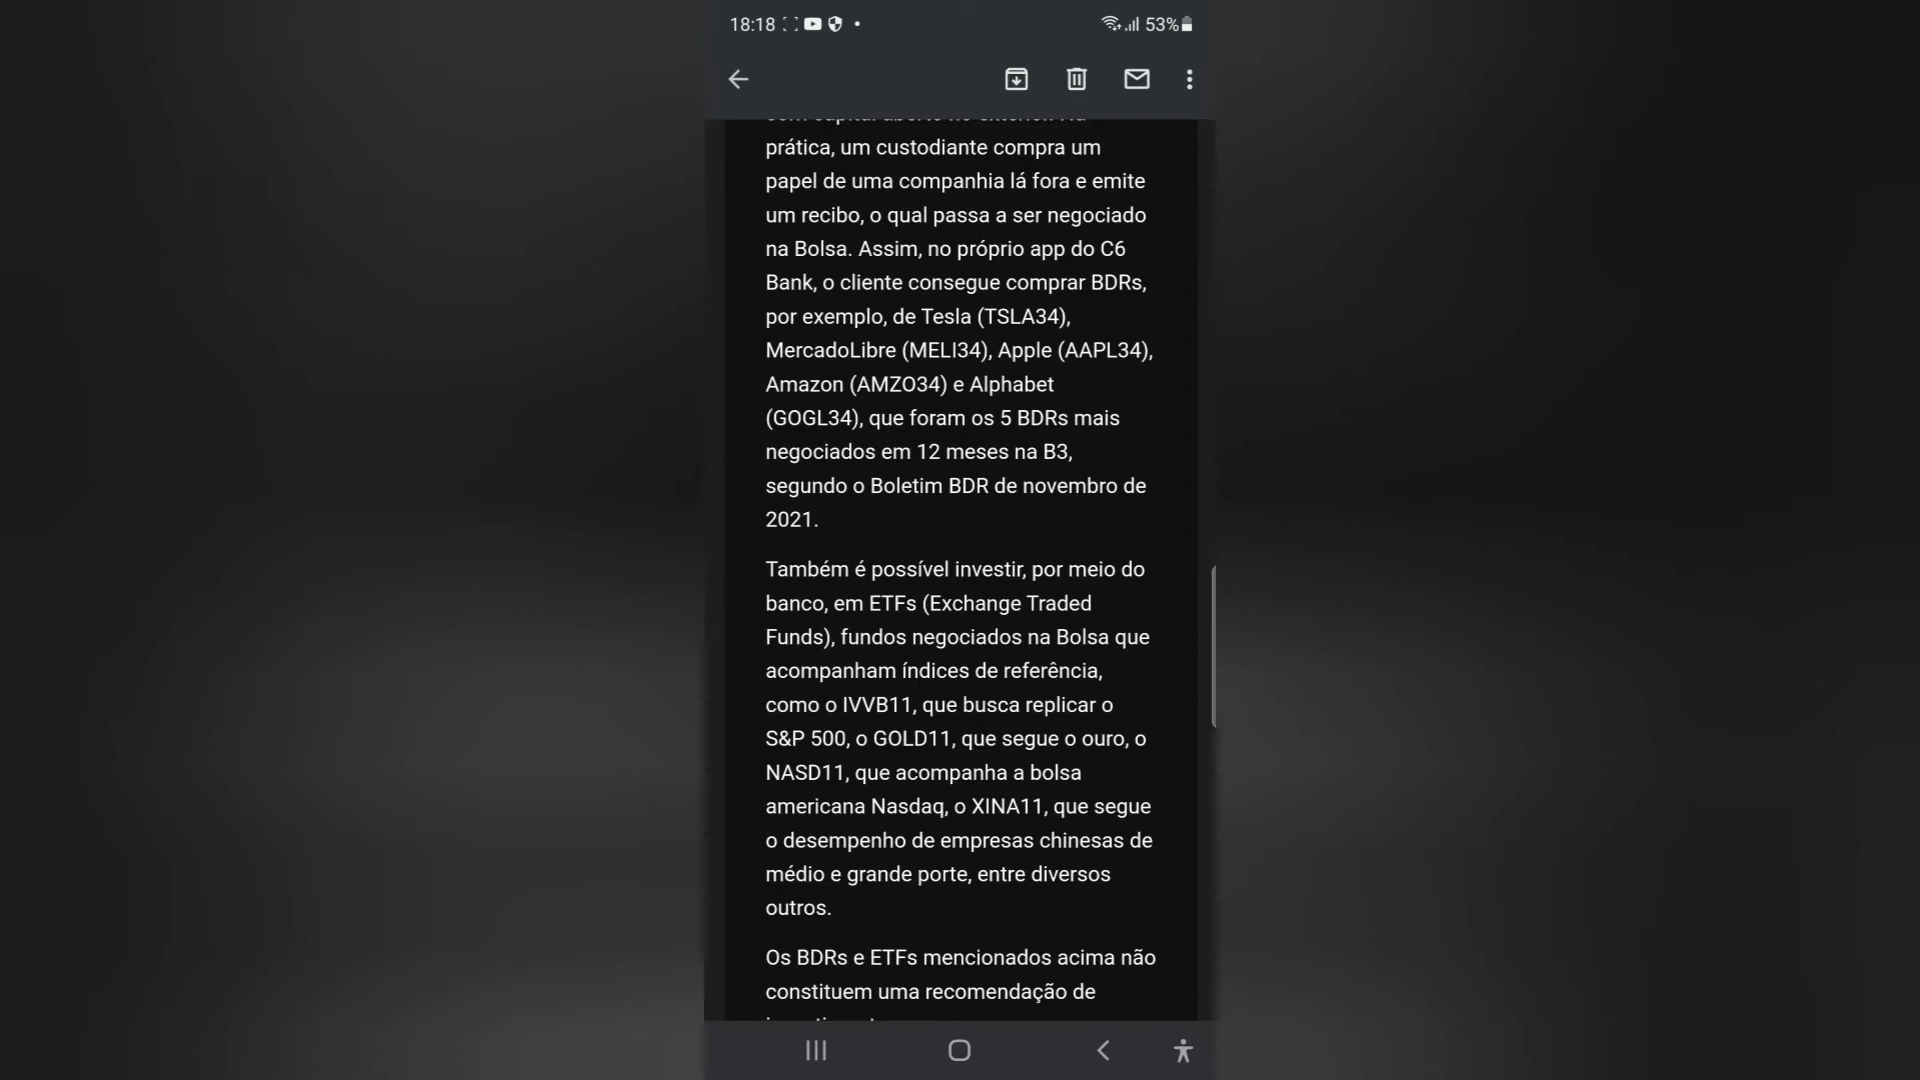 18:18
53%
prática, um custodiante compra um
papel de uma companhia lá fora e emite
um recibo, o qual passa a ser negociado
na Bolsa. Assim, no próprio app do C6
Bank, o cliente consegue comprar BDRs,
por exemplo, de Tesla (TSLA34),
MercadoLibre (MELI34), Apple (AAPL34),
Amazon (AMZO34) e Alphabet
(GOGL34), que foram os 5 BDRs mais
negociados em 12 meses na B3,
segundo o Boletim BDR de novembro de
2021.
Também é possível investir, por meio do
banco, em ETFs (Exchange Traded
Funds), fundos negociados na Bolsa que
acompanham índices de referência,
como o IVVB11, que busca replicar o
S&P 500, o GOLD11, que segue o ouro, o
NASD11, que acompanha a bolsa
americana Nasdaq, o XINA11, que segue
o desempenho de empresas chinesas de
médio e grande porte, entre diversos
outros.
Os BDRs e ETFs mencionados acima não
constituem uma recomendação de